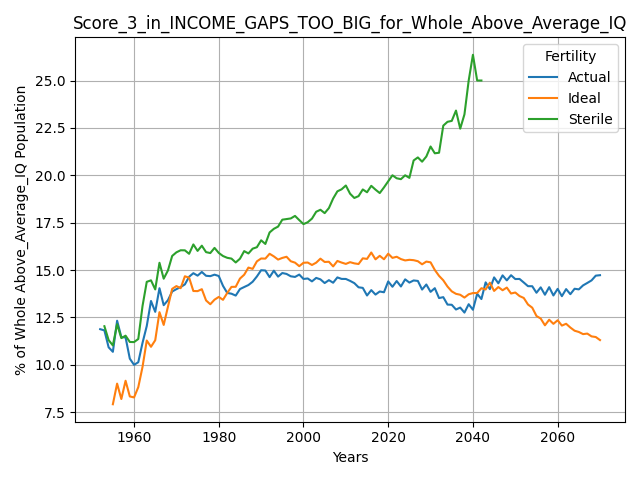 Score_3_in_INCOME_GAPS_TOO_BIG_for_Whole_Above_Average_IQ
Fertility
Actual
Ideal
Sterile
% of Whole Above_Average_IQ Population
25.0
22.5
20.0
17.5
15.0
12.5
10.0
7.5
1960
1980
2000
2020
2040
2060
Years